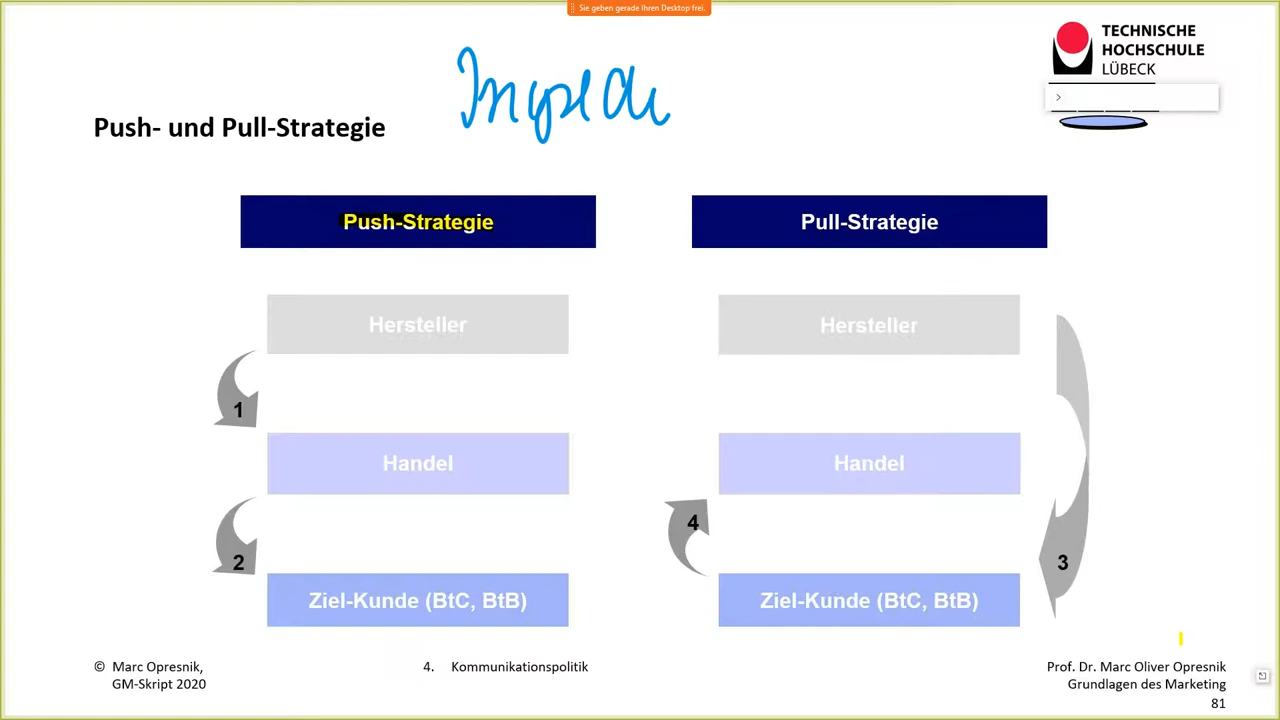 Sie geben gerade Ihren Desktop frei.
TECHNISCHE
HOCHSCHULE
LÜBECK
Push- und Pull-Strategie
Push-Strategie
Pull-Strategie
Hersteller
Hersteller
1
Handel
Handel
4
2
3
Ziel-Kunde (BtC, BtB)
Ziel-Kunde (BtC, BtB)
© Marc Opresnik,
GM-Skript 2020
4. Kommunikationspolitik
Prof. Dr. Marc Oliver Opresnik
Grundlagen des Marketing
81